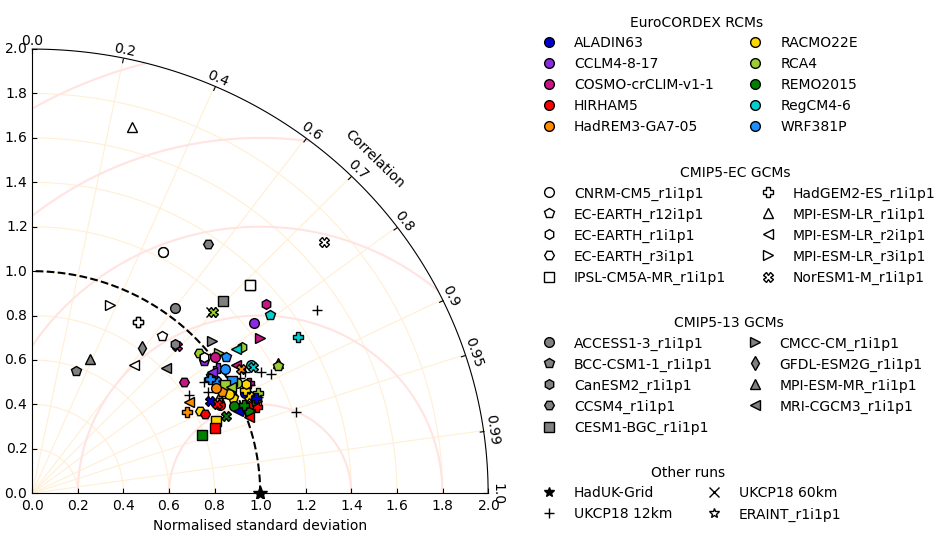 EuroCORDEX RCMs
ALADIN63
RACMO22E
CCLM4-8-17
RCA4
COSMO-crCLIM-v1-1
REMO2015
HIRHAM5
RegCM4-6
HadREM3-GA7-05
WRF381P
CMIP5-EC GCMs
CNRM-CM5_r1i1p1
HadGEM2-ES_r1i1p1
EC-EARTH_r12i1p1
MPI-ESM-LR_r1i1p1
EC-EARTH_r1i1p1
MPI-ESM-LR_r2i1p1
EC-EARTH_r3i1p1
MPI-ESM-LR_r3i1p1
IPSL-CM5A-MR_r1i1p1
NorESM1-M_r1i1p1
CMIP5-13 GCMs
ACCESS1-3_r1i1p1
CMCC-CM_r1i1p1
BCC-CSM1-1_r1i1p1
GFDL-ESM2G_r1i1p1
CanESM2_r1i1p1
MPI-ESM-MR_r1i1p1
CCSM4_r1i1p1
MRI-CGCM3_r1i1p1
CESM1-BGC_r1i1p1
Other runs
HadUK-Grid
UKCP18 60km
UKCP18 12km
ERAINT_r1i1p1
0.0
0.2
0.4
0.6
Correlation
0.7
0.8
0.9
0.95
0.99
1.0
2.0
1.8
1.6
1.4
1.2
1.0
0.8
0.6
0.4
0.2
0.0
0.0 0.2 0.4 0.6 0.8 1.0 1.2 1.4 1.6 1.8 2.0
Normalised standard deviation